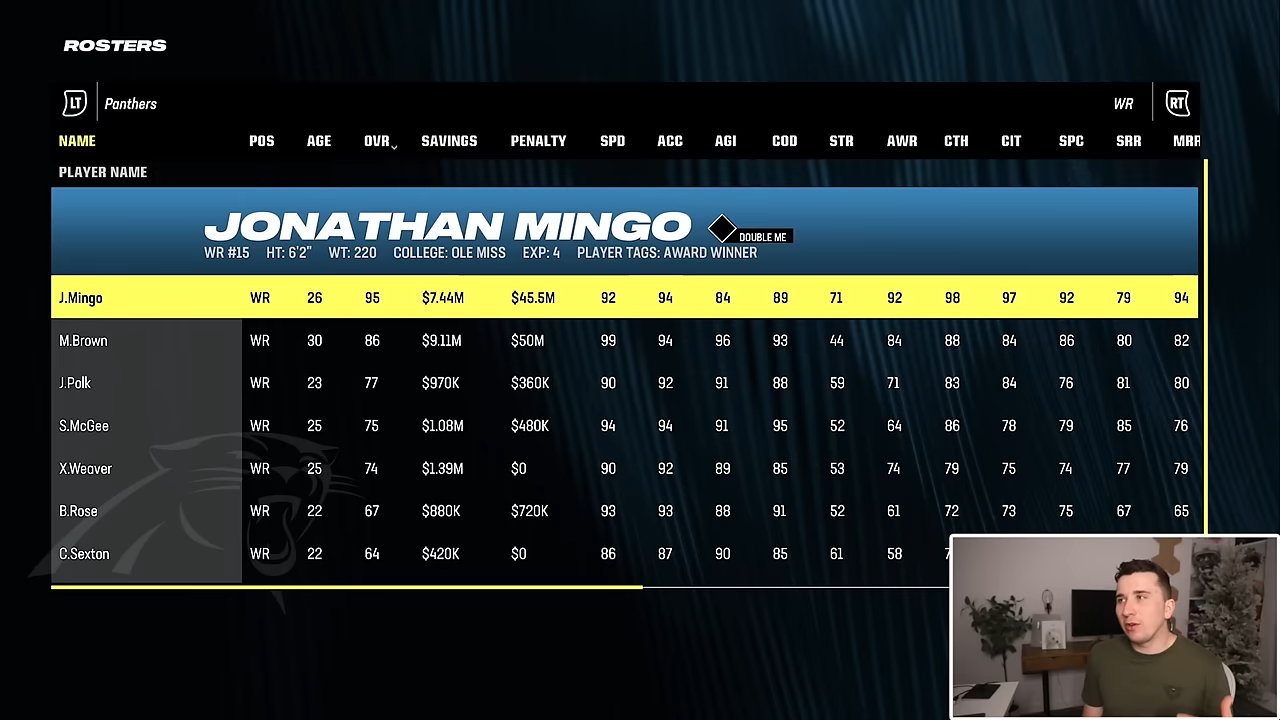 ROSTERS
LT Panthers WR RT
NAME POS AGE OVR SAVINGS PENALTY SPD ACC AGI COD STR AWR CTH CIT SPC SRR MRR
PLAYER NAME
JONATHAN MINGO DOUBLE ME
WR #15 HT: 6'2" WT: 220 COLLEGE: OLE MISS EXP: 4 PLAYER TAGS: AWARD WINNER
J.Mingo WR 26 95 $7.44M $45.5M 92 94 84 89 71 92 98 97 92 79 94
M.Brown WR 30 86 $9.11M $50M 99 94 96 93 44 84 88 84 86 80 82
J.Polk WR 23 77 $970K $360K 90 92 91 88 59 71 83 84 76 81 80
S.McGee WR 25 75 $1.08M $480K 94 94 91 95 52 64 86 78 79 85 76
X.Weaver WR 25 74 $1.39M $0 90 92 89 85 53 74 79 75 74 77 79
B.Rose WR 22 67 $880K $720K 93 93 88 91 52 61 72 73 75 67 65
C.Sexton WR 22 64 $420K $0 86 87 90 85 61 58